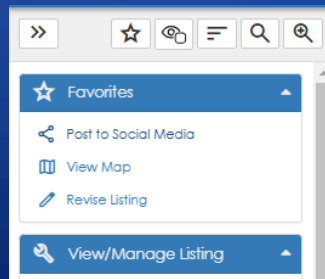 Favorites
Post to Social Media
View Map
Revise Listing
View/Manage Listing